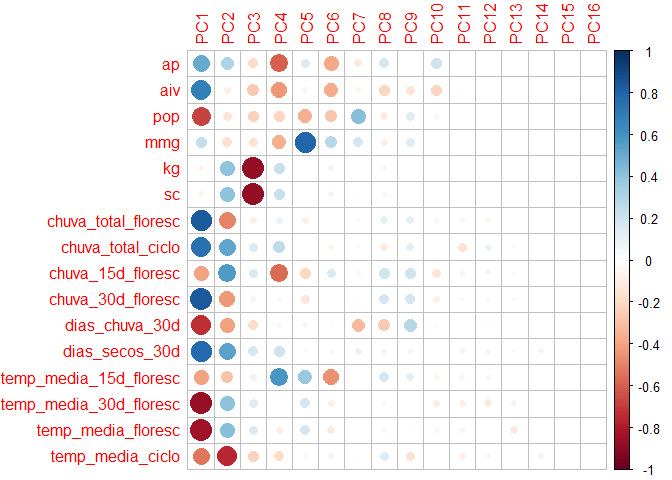 PC1 PC2 PC3 PC4 PC5 PC6 PC7 PC8 PC9 PC10 PC11 PC12 PC13 PC14 PC15 PC16
ap
aiv
pop
mmg
kg
sc
chuva_total_floresc
chuva_total_ciclo
chuva_15d_floresc
chuva_30d_floresc
dias_chuva_30d
dias_secos_30d
temp_media_15d_floresc
temp_media_30d_floresc
temp_media_floresc
temp_media_ciclo
1
0.8
0.6
0.4
0.2
0
-0.2
-0.4
-0.6
-0.8
-1